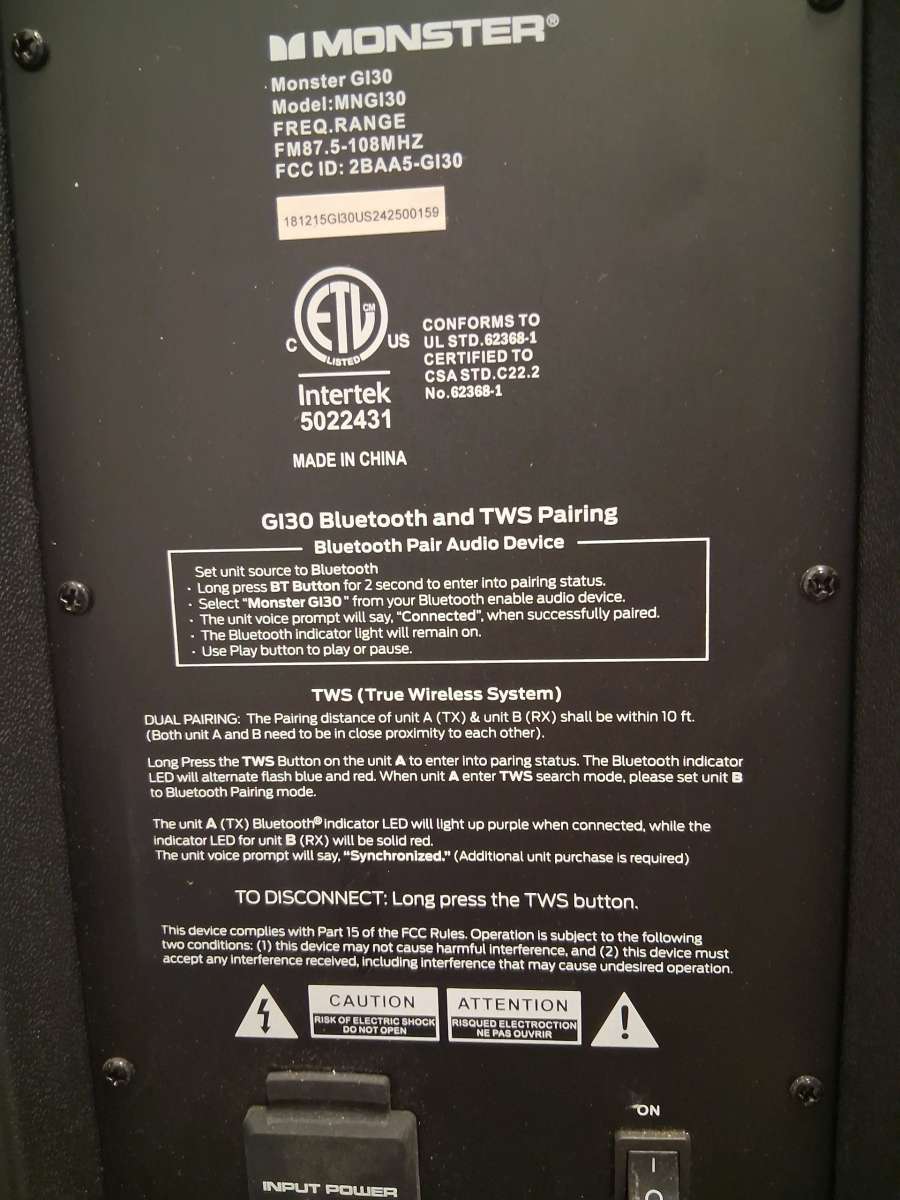 MONSTER®
Monster GI30
Model:MNGI30
FREQ.RANGE
FM87.5-108MHZ
FCC ID: 2BAA5-GI30
181215GI30US242500159
ETL CM
C US
LISTED
Intertek
5022431
CONFORMS TO
UL STD.62368-1
CERTIFIED TO
CSA STD.C22.2
No.62368-1
MADE IN CHINA
GI30 Bluetooth and TWS Pairing
Bluetooth Pair Audio Device
Set unit source to Bluetooth
· Long press BT Button for 2 second to enter into pairing status.
· Select "Monster GI30" from your Bluetooth enable audio device.
· The unit voice prompt will say, "Connected", when successfully paired.
· The Bluetooth indicator light will remain on.
· Use Play button to play or pause.
TWS (True Wireless System)
DUAL PAIRING: The Pairing distance of unit A (TX) & unit B (RX) shall be within 10 ft.
(Both unit A and B need to be in close proximity to each other).
Long Press the TWS Button on the unit A to enter into paring status. The Bluetooth indicator
LED will alternate flash blue and red. When unit A enter TWS search mode, please set unit B
to Bluetooth Pairing mode.
The unit A (TX) Bluetooth® indicator LED will light up purple when connected, while the
indicator LED for unit B (RX) will be solid red.
The unit voice prompt will say, "Synchronized." (Additional unit purchase is required)
TO DISCONNECT: Long press the TWS button.
This device complies with Part 15 of the FCC Rules. Operation is subject to the following
two conditions: (1) this device may not cause harmful interference, and (2) this device must
accept any interference received, including interference that may cause undesired operation.
CAUTION
RISK OF ELECTRIC SHOCK
DO NOT OPEN
ATTENTION
RISQUED ELECTROCTION
NE PAS OUVRIR
ON
INPUT POWER